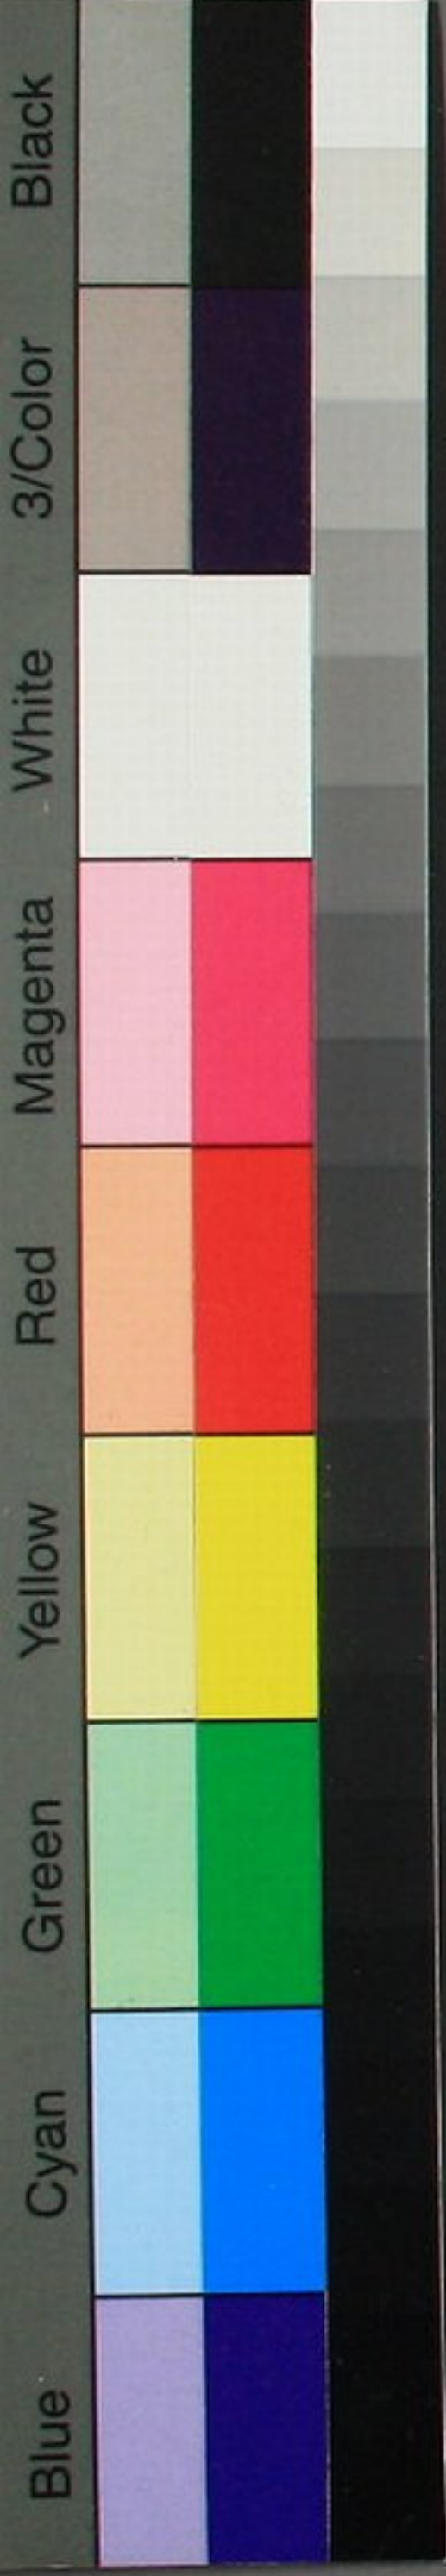 Black
3/Color
White
Magenta
Red
Yellow
Green
Cyan
Blue